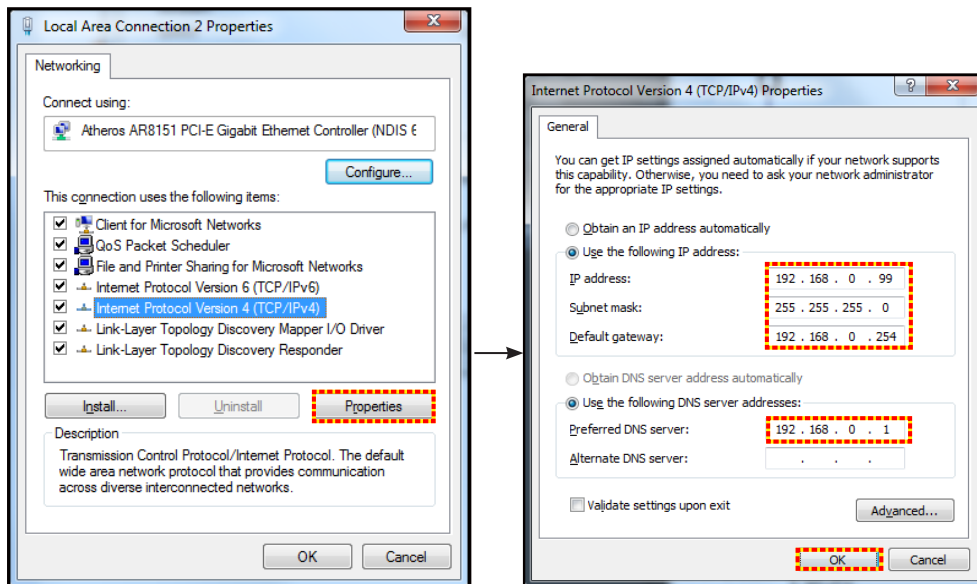 Local Area Connection 2 Properties
Networking
Connect using:
Atheros AR8151 PCI-E Gigabit Ethernet Controller (NDIS 6
Configure...
This connection uses the following items:
Client for Microsoft Networks
QoS Packet Scheduler
File and Printer Sharing for Microsoft Networks
Internet Protocol Version 6 (TCP/IPv6)
Internet Protocol Version 4 (TCP/IPv4)
Link-Layer Topology Discovery Mapper I/O Driver
Link-Layer Topology Discovery Responder
Install...
Uninstall
Properties
Description
Transmission Control Protocol/Internet Protocol. The default
wide area network protocol that provides communication
across diverse interconnected networks.
OK
Cancel
Internet Protocol Version 4 (TCP/IPv4) Properties
General
You can get IP settings assigned automatically if your network supports
this capability. Otherwise, you need to ask your network administrator
for the appropriate IP settings.
Obtain an IP address automatically
Use the following IP address:
IP address: 192 . 168 . 0 . 99
Subnet mask: 255 . 255 . 255 . 0
Default gateway: 192 . 168 . 0 . 254
Obtain DNS server address automatically
Use the following DNS server addresses:
Preferred DNS server: 192 . 168 . 0 . 1
Alternate DNS server: . . .
Validate settings upon exit
Advanced...
OK
Cancel